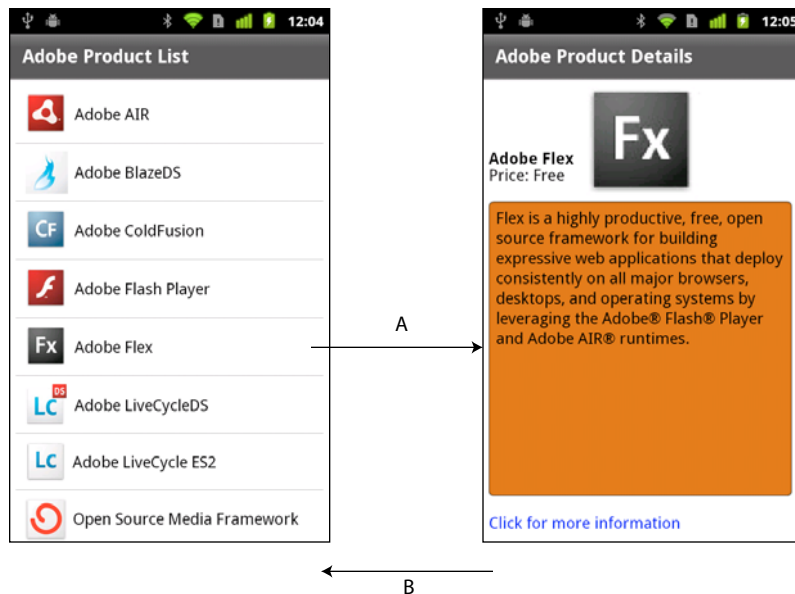 12:04
Adobe Product List
Adobe AIR
Adobe BlazeDS
CF Adobe ColdFusion
Adobe Flash Player
Fx Adobe Flex
LC DS Adobe LiveCycleDS
LC Adobe LiveCycle ES2
Open Source Media Framework
A
B
12:05
Adobe Product Details
Fx
Adobe Flex
Price: Free
Flex is a highly productive, free, open
source framework for building
expressive web applications that deploy
consistently on all major browsers,
desktops, and operating systems by
leveraging the Adobe® Flash® Player
and Adobe AIR® runtimes.
Click for more information